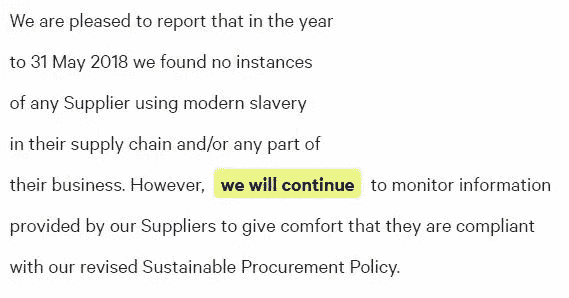 We are pleased to report that in the year
to 31 May 2018 we found no instances
of any Supplier using modern slavery
in their supply chain and/or any part of
their business. However, we will continue to monitor information
provided by our Suppliers to give comfort that they are compliant
with our revised Sustainable Procurement Policy.